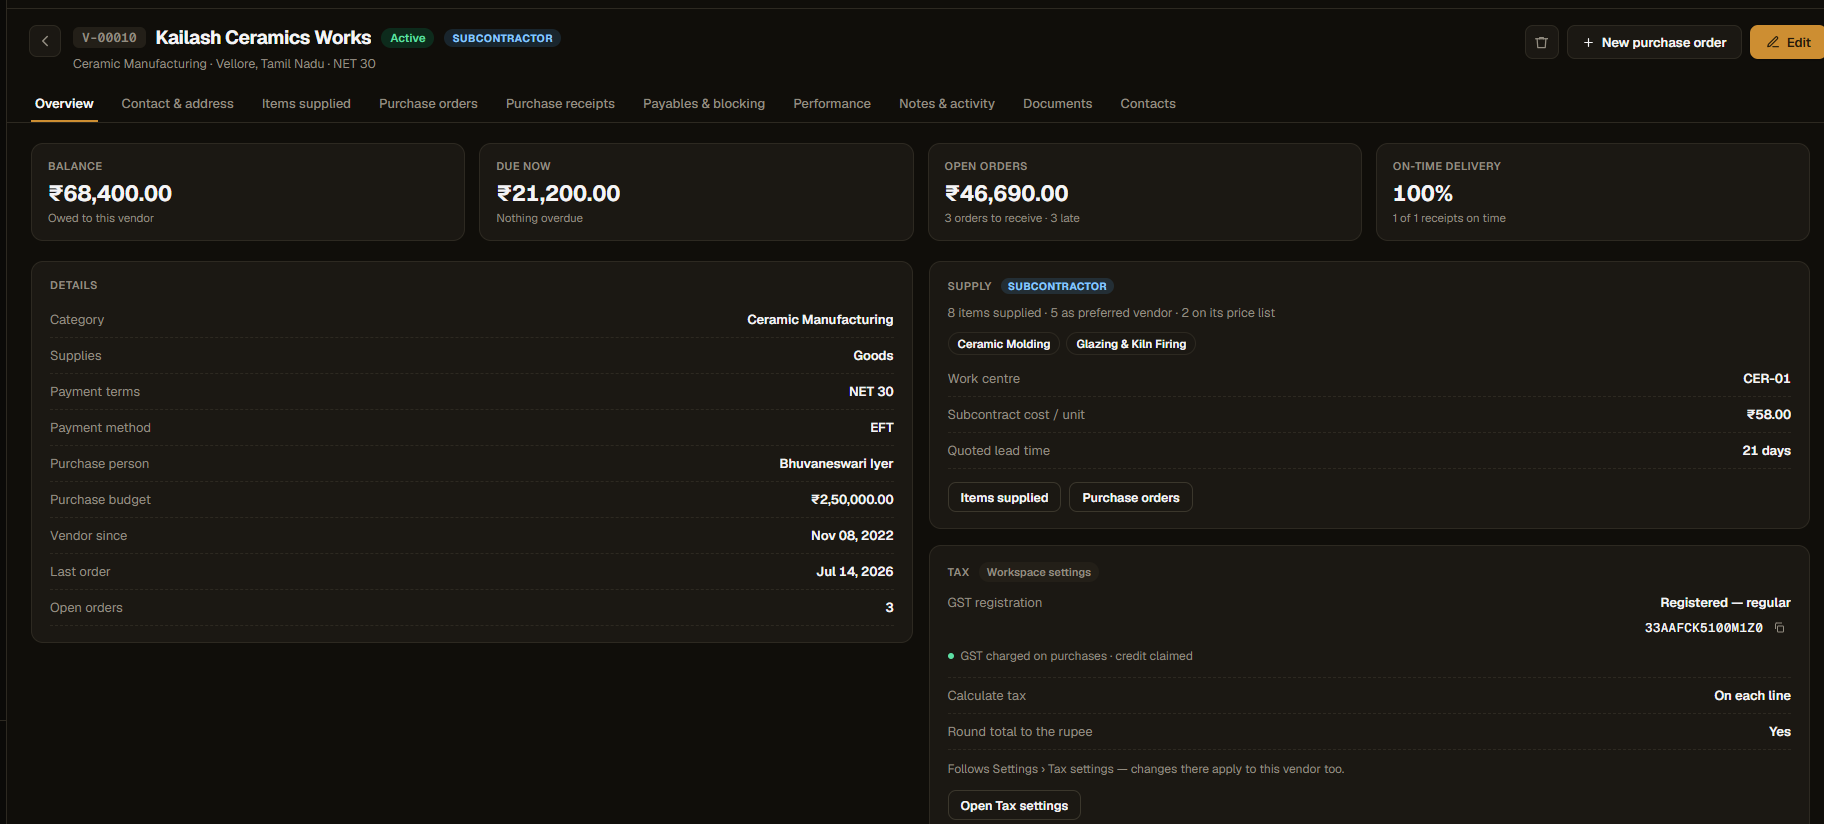 V-00010 Kailash Ceramics Works Active SUBCONTRACTOR
Ceramic Manufacturing · Vellore, Tamil Nadu · NET 30
+ New purchase order
Edit
Overview Contact & address Items supplied Purchase orders Purchase receipts Payables & blocking Performance Notes & activity Documents Contacts
BALANCE
₹68,400.00
Owed to this vendor
DUE NOW
₹21,200.00
Nothing overdue
OPEN ORDERS
₹46,690.00
3 orders to receive · 3 late
ON-TIME DELIVERY
100%
1 of 1 receipts on time
DETAILS
Category Ceramic Manufacturing
Supplies Goods
Payment terms NET 30
Payment method EFT
Purchase person Bhuvaneswari Iyer
Purchase budget ₹2,50,000.00
Vendor since Nov 08, 2022
Last order Jul 14, 2026
Open orders 3
SUPPLY SUBCONTRACTOR
8 items supplied · 5 as preferred vendor · 2 on its price list
Ceramic Molding Glazing & Kiln Firing
Work centre CER-01
Subcontract cost / unit ₹58.00
Quoted lead time 21 days
Items supplied Purchase orders
TAX Workspace settings
GST registration Registered — regular
33AAFCK5100M1Z0
GST charged on purchases · credit claimed
Calculate tax On each line
Round total to the rupee Yes
Follows Settings › Tax settings — changes there apply to this vendor too.
Open Tax settings